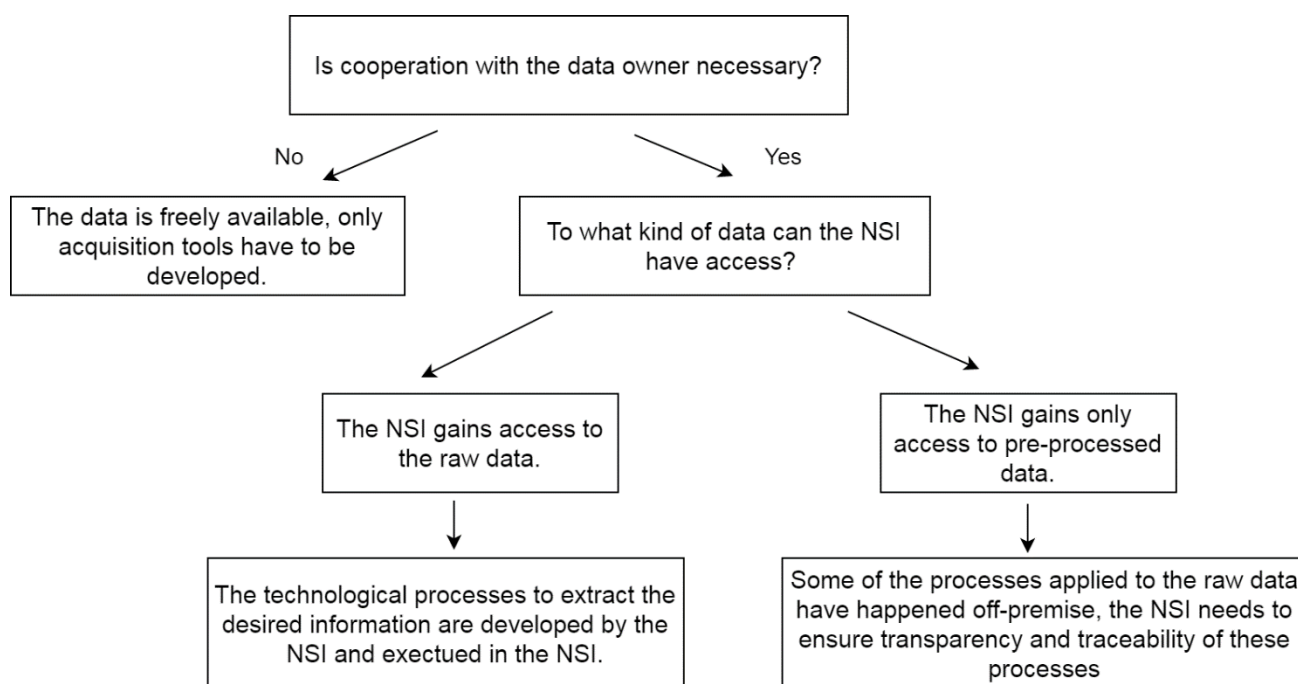 Is cooperation with the data owner necessary?
No
Yes
The data is freely available, only
acquisition tools have to be
developed.
To what kind of data can the NSI
have access?
The NSI gains access to
the raw data.
The NSI gains only
access to pre-processed
data.
The technological processes to extract the
desired information are developed by the
NSI and exectued in the NSI.
Some of the processes applied to the raw data
have happened off-premise, the NSI needs to
ensure transparency and traceability of these
processes